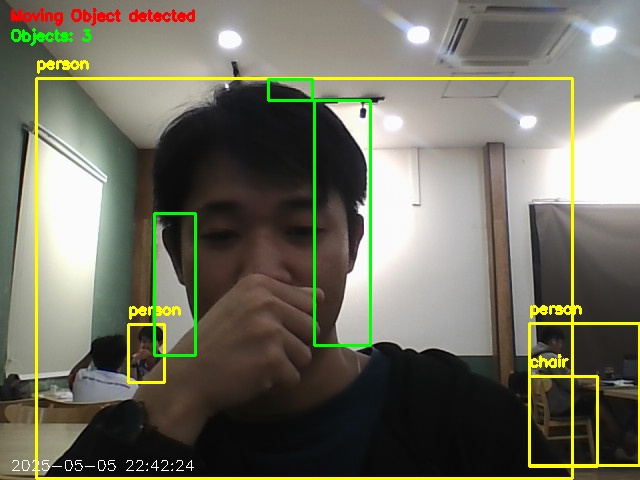 Moving Object detected
Objects: 3
person
person
person
chair
2025-05-05 22:42:24